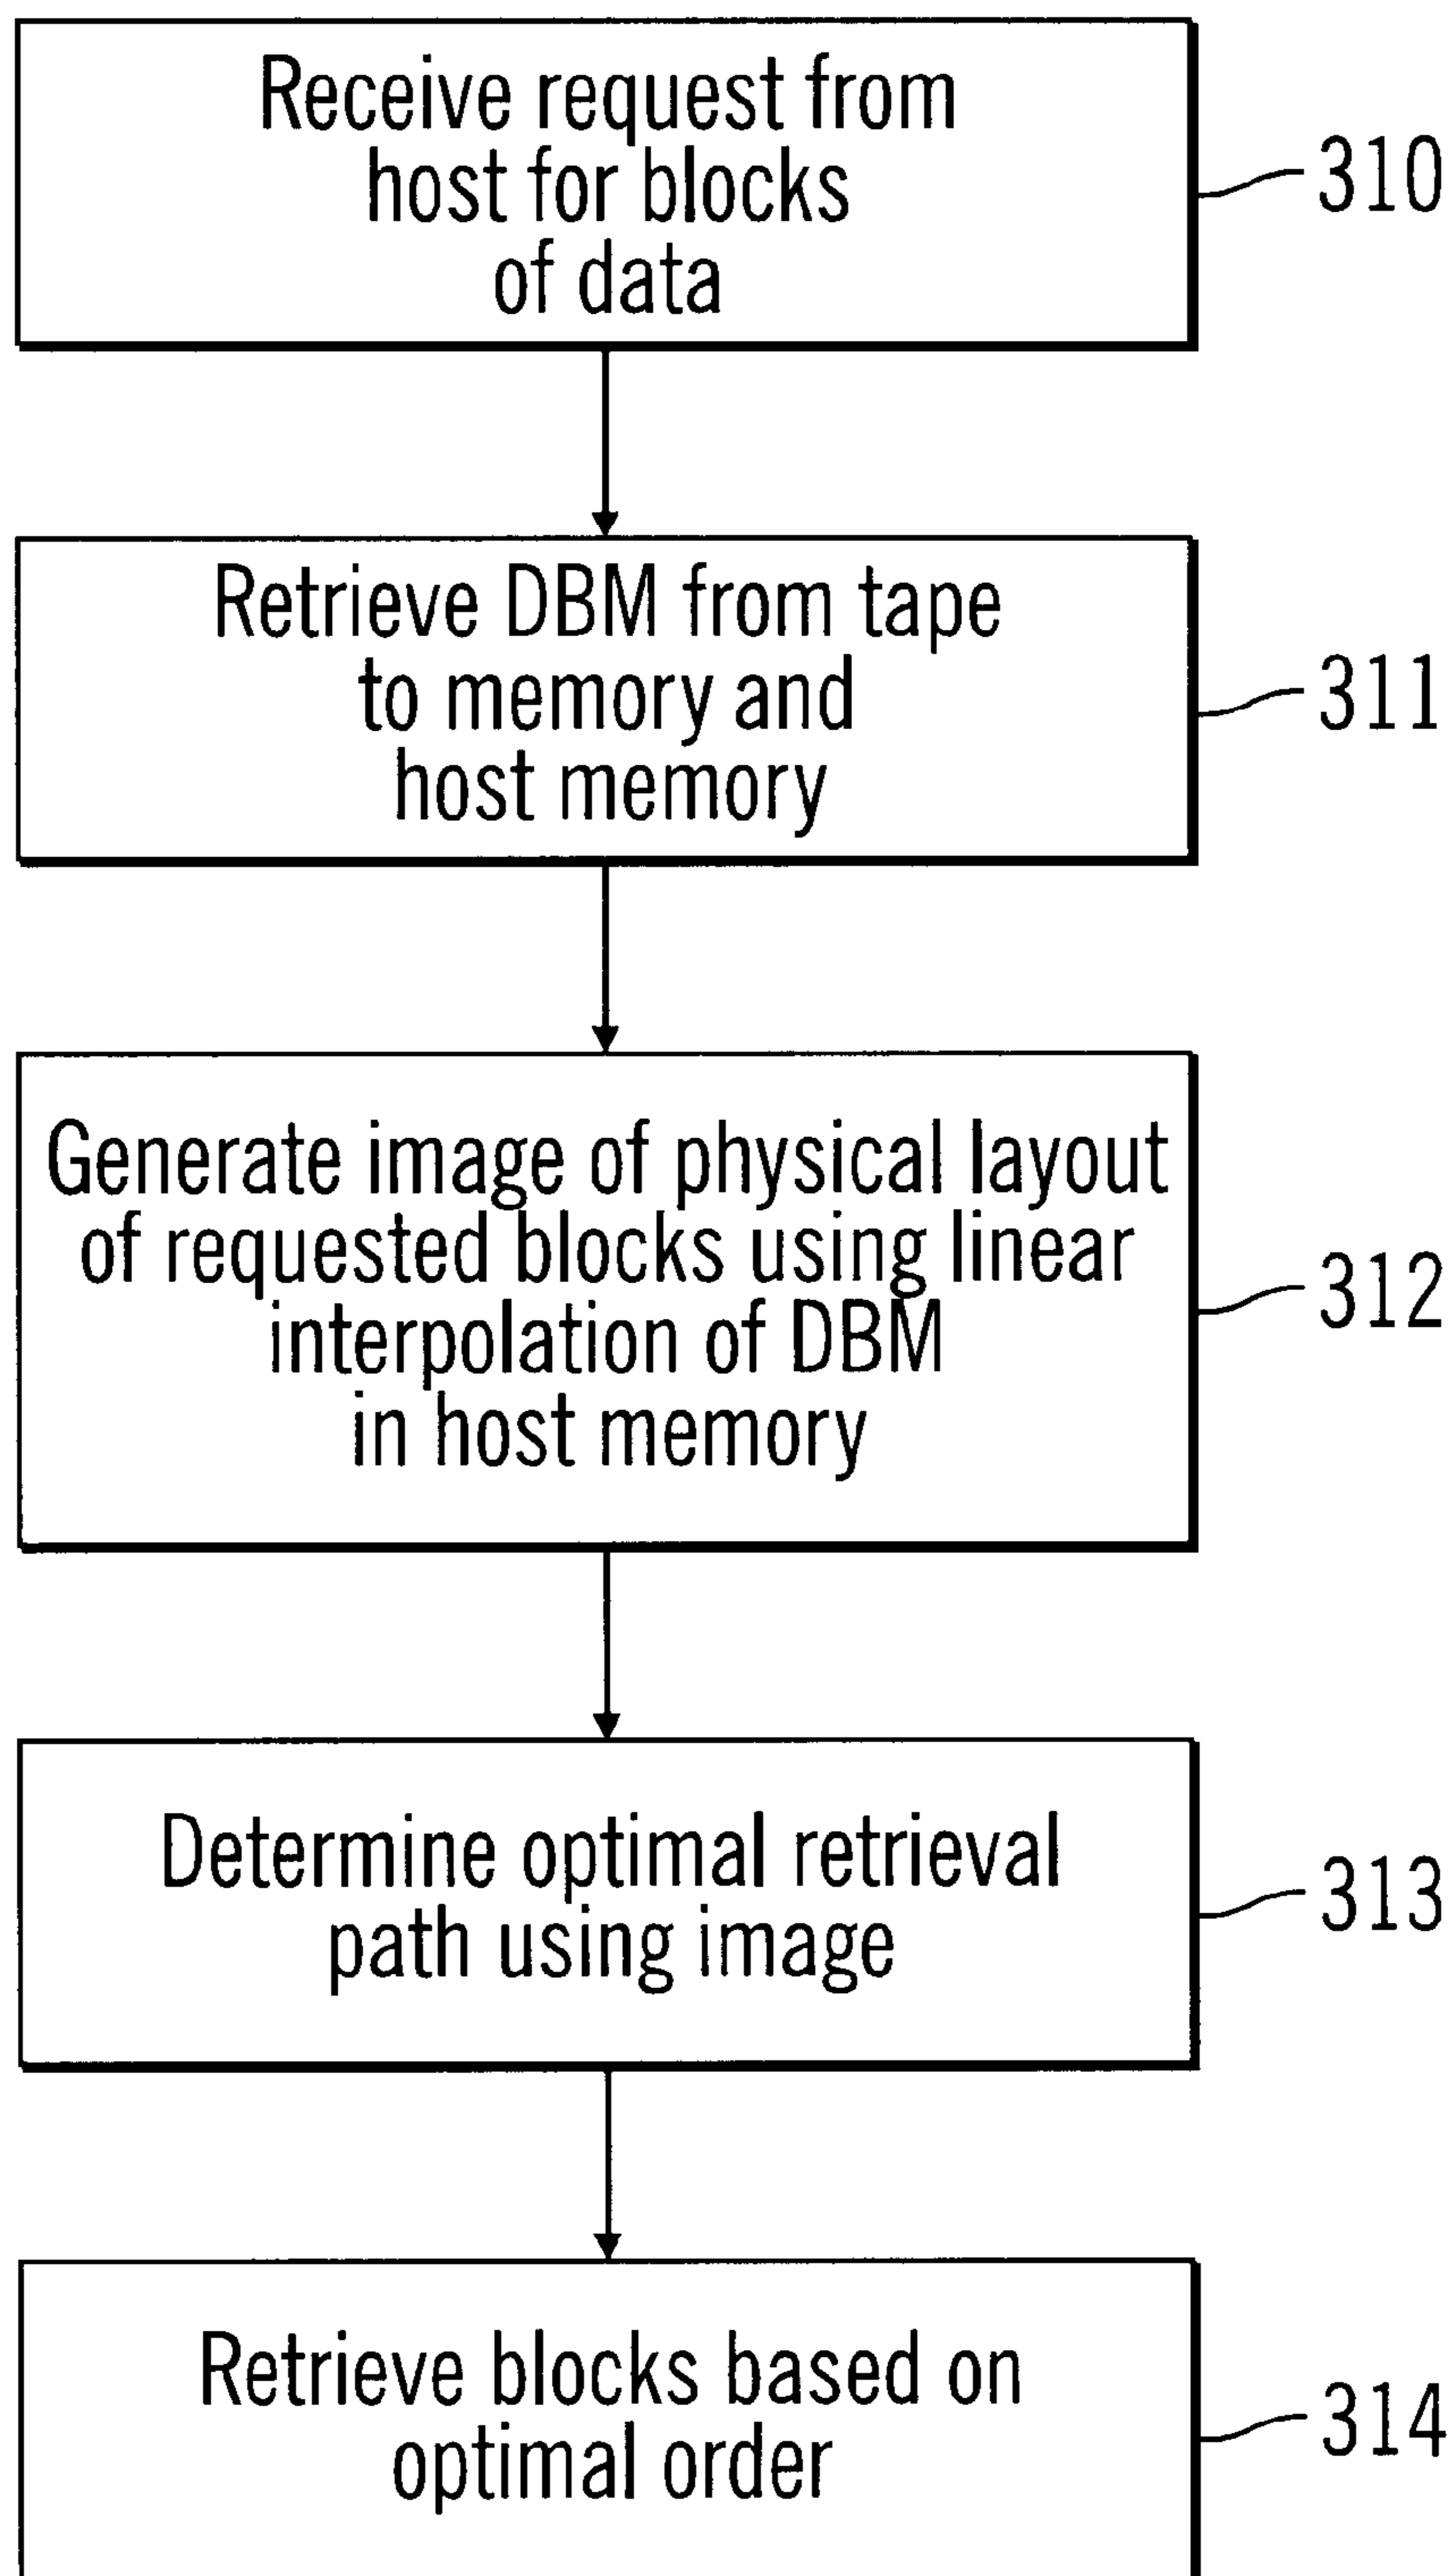 Receive request from
host for blocks
of data
310
Retrieve DBM from tape
to memory and
host memory
311
Generate image of physical layout
of requested blocks using linear
interpolation of DBM
in host memory
312
Determine optimal retrieval
path using image
313
Retrieve blocks based on
optimal order
314